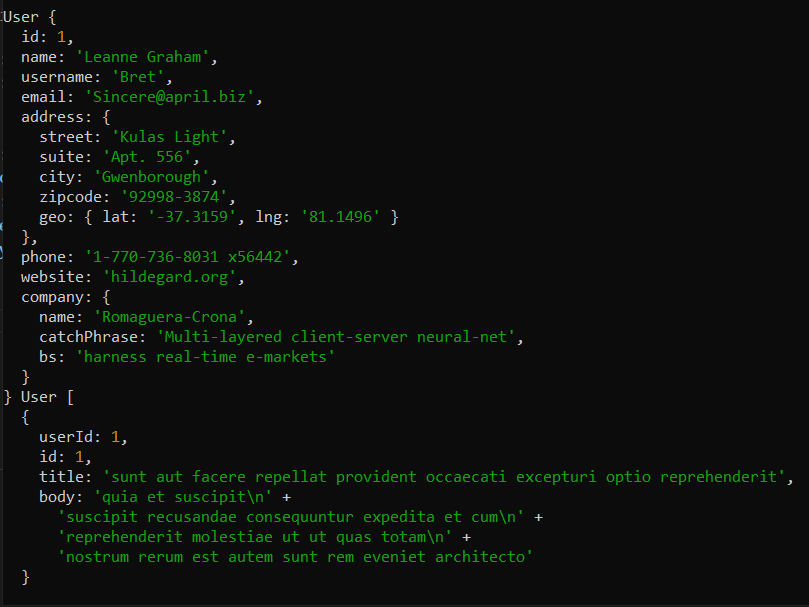 User {
  id: 1,
  name: 'Leanne Graham',
  username: 'Bret',
  email: 'Sincere@april.biz',
  address: {
    street: 'Kulas Light',
    suite: 'Apt. 556',
    city: 'Gwenborough',
    zipcode: '92998-3874',
    geo: { lat: '-37.3159', lng: '81.1496' }
  },
  phone: '1-770-736-8031 x56442',
  website: 'hildegard.org',
  company: {
    name: 'Romaguera-Crona',
    catchPhrase: 'Multi-layered client-server neural-net',
    bs: 'harness real-time e-markets'
  }
} User [
  {
    userId: 1,
    id: 1,
    title: 'sunt aut facere repellat provident occaecati excepturi optio reprehenderit',
    body: 'quia et suscipit\n' +
      'suscipit recusandae consequuntur expedita et cum\n' +
      'reprehenderit molestiae ut ut quas totam\n' +
      'nostrum rerum est autem sunt rem eveniet architecto'
  }